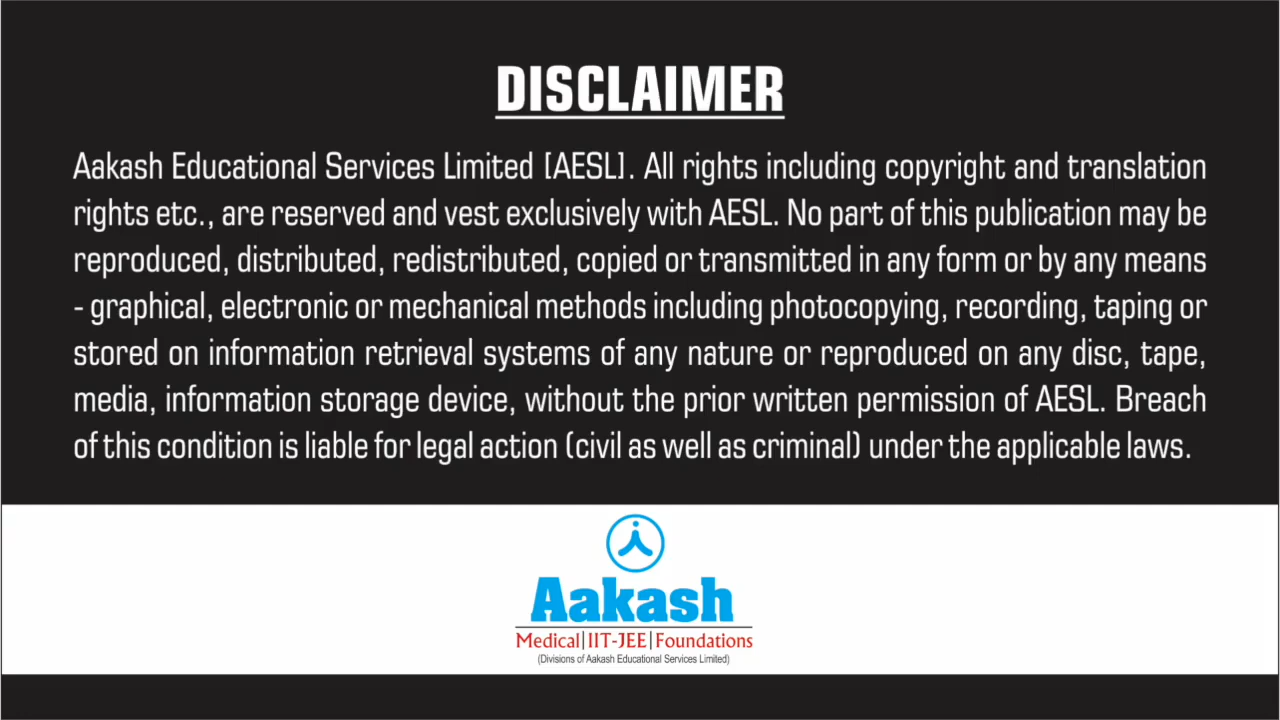 DISCLAIMER
Aakash Educational Services Limited [AESL]. All rights including copyright and translation
rights etc., are reserved and vest exclusively with AESL. No part of this publication may be
reproduced, distributed, redistributed, copied or transmitted in any form or by any means
- graphical, electronic or mechanical methods including photocopying, recording, taping or
stored on information retrieval systems of any nature or reproduced on any disc, tape,
media, information storage device, without the prior written permission of AESL. Breach
of this condition is liable for legal action (civil as well as criminal) under the applicable laws.
Aakash
Medical|IIT-JEE|Foundations
(Divisions of Aakash Educational Services Limited)